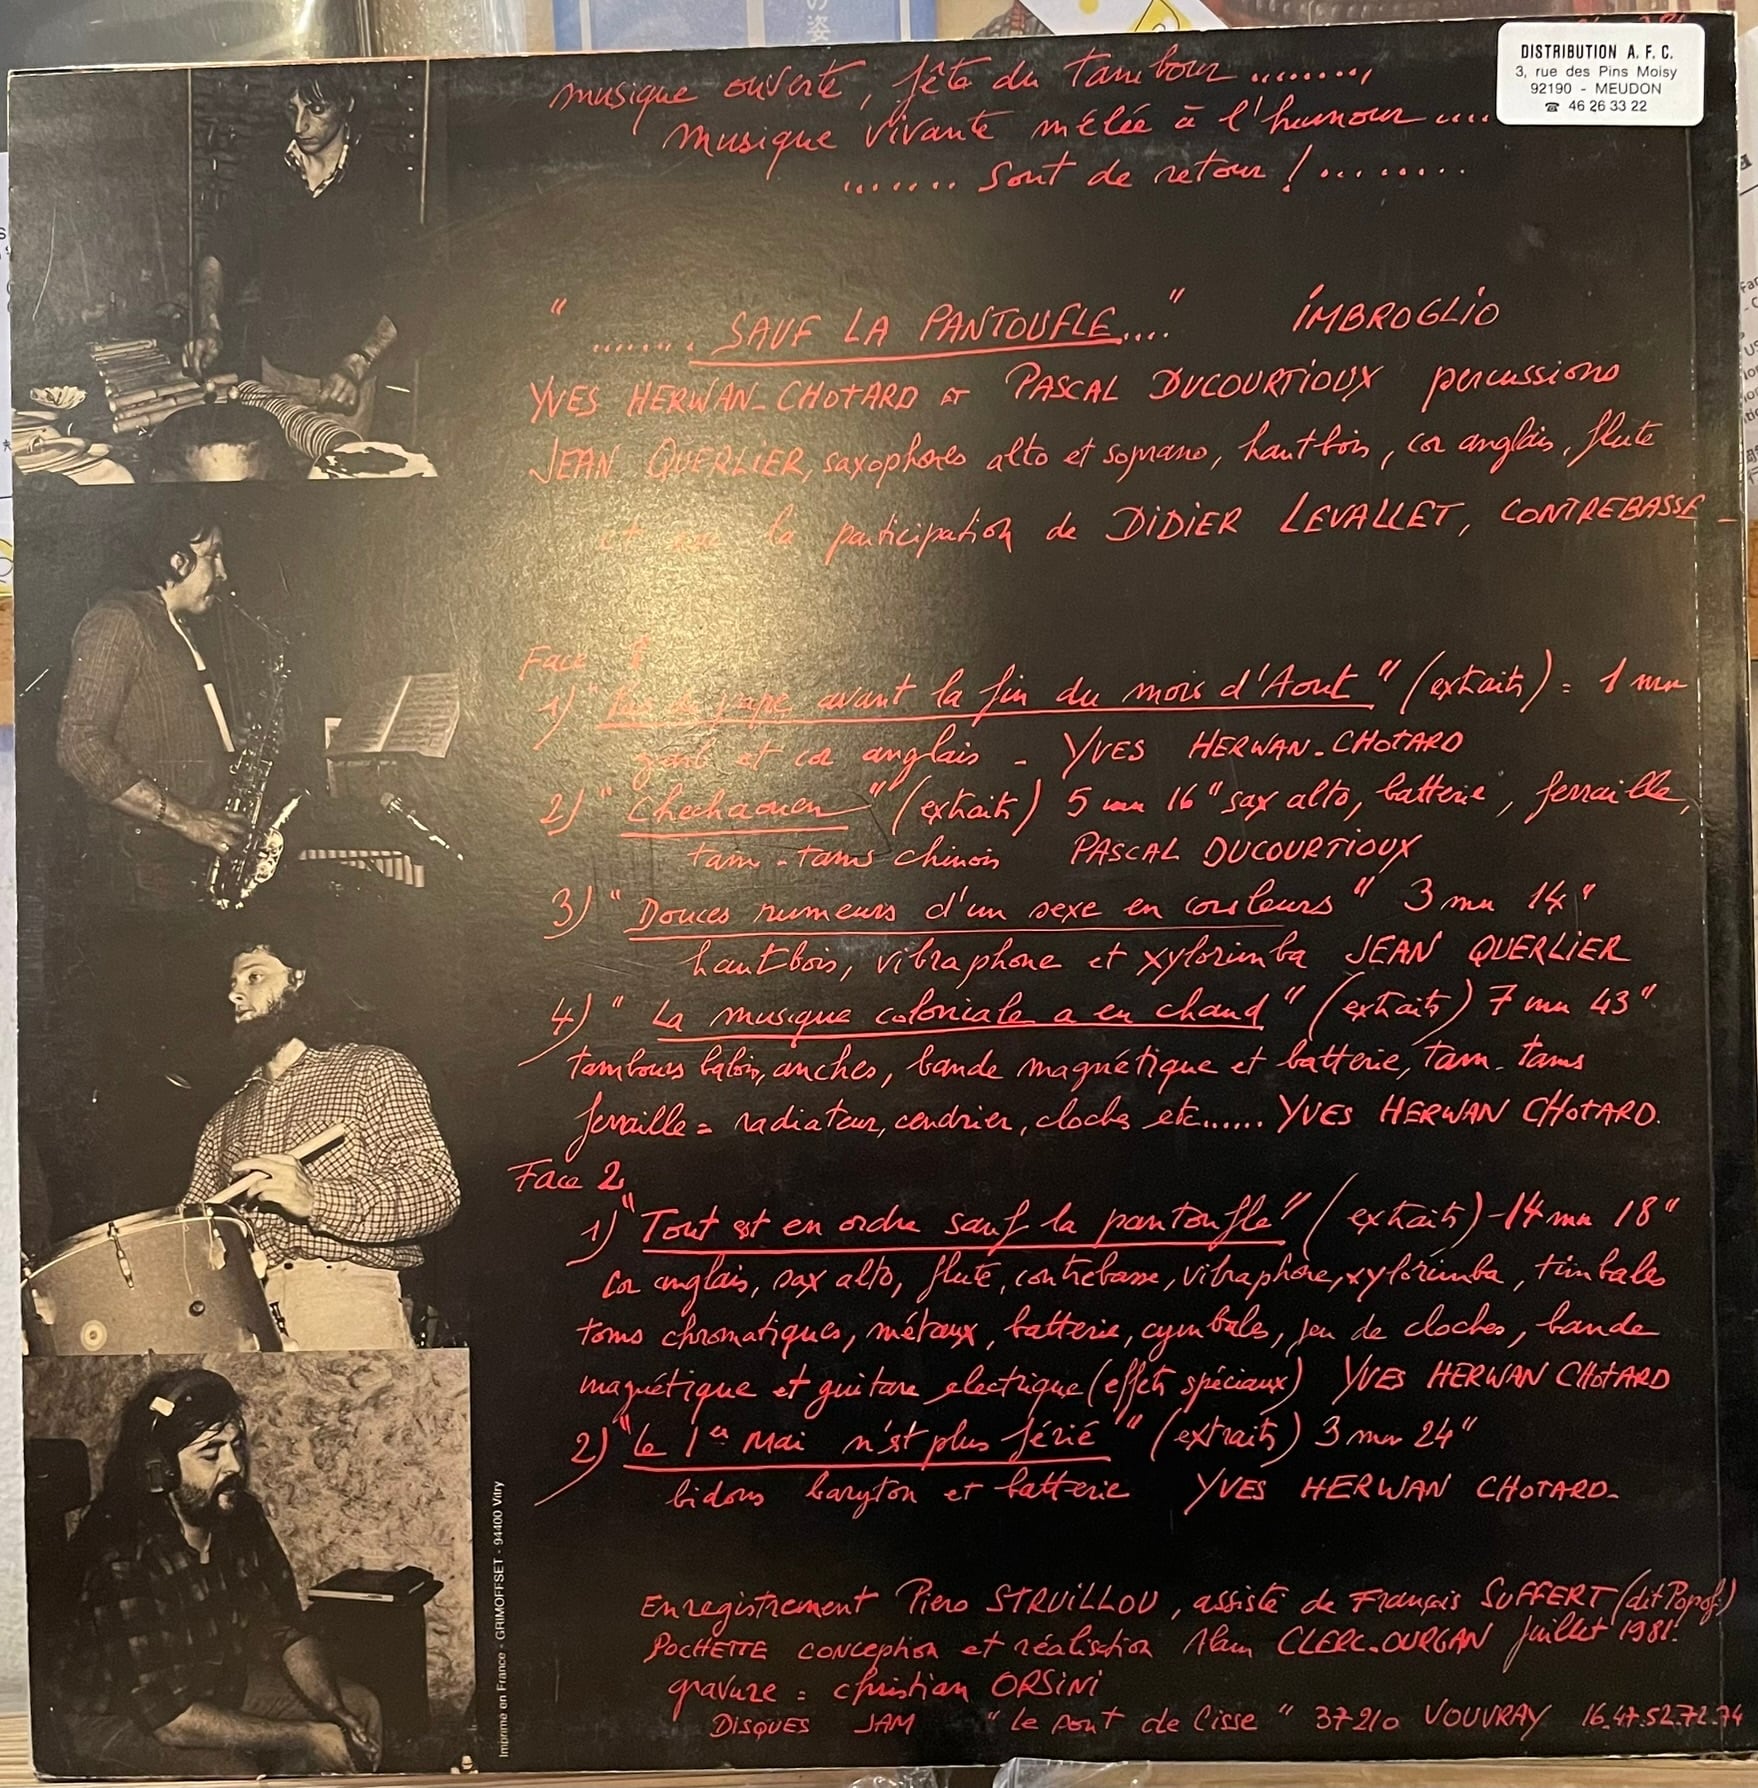 DISTRIBUTION A. F. C.
3, rue des Pins Moisy
92190 - MEUDON
☎ 46 26 33 22
musique ouverte, fête du tambour ........,
musique vivante mêlée à l'humour ....
....... sont de retour ! ........
"....... SAUF LA PANTOUFLE...." IMBROGLIO
YVES HERWAN-CHOTARD et PASCAL DUCOURTIOUX percussions
JEAN QUERLIER, saxophones alto et soprano, hautbois, cor anglais, flute
et avec la participation de DIDIER LEVALLET, CONTREBASSE -
Face 1
1) "Pas de pape avant la fin du mois d'Aout" (extraits) = 1 mn
et cor anglais - YVES HERWAN-CHOTARD
2) "Chechaouen" (extraits) 5 mn 16" sax alto, batterie, ferraille,
tam-tams chinois PASCAL DUCOURTIOUX
3) "Douces rumeurs d'un sexe en couleurs" 3 mn 14"
hautbois, vibraphone et xylorimba JEAN QUERLIER
4) "La musique coloniale a en chaud" (extraits) 7 mn 43"
tambours balois, anches, bande magnétique et batterie, tam-tams
ferraille = radiateur, cendrier, cloches etc...... YVES HERWAN CHOTARD.
Face 2
1) "Tout est en ordre sauf la pantoufle" (extraits) - 14 mn 18"
cor anglais, sax alto, flute, contrebasse, vibraphone, xylorimba, timbales
toms chromatiques, métaux, batterie, cymbales, jeu de cloches, bande
magnétique et guitare electrique (effets spéciaux) YVES HERWAN CHOTARD
2) "Le 1er Mai n'est plus férié" (extraits) 3 mn 24"
bidons baryton et batterie YVES HERWAN CHOTARD-
Enregistrement Piero STRUILLOU, assisté de François SUFFERT (dit Popof)
POCHETTE conception et réalisation Alain CLERC-OURGAN Juillet 1981.
gravure = christian ORSINI
DISQUES JAM "le pont de Cisse" 37210 VOUVRAY 16.47.52.72.74
Imprimé en France - GRIMOFFSET - 94400 Vitry